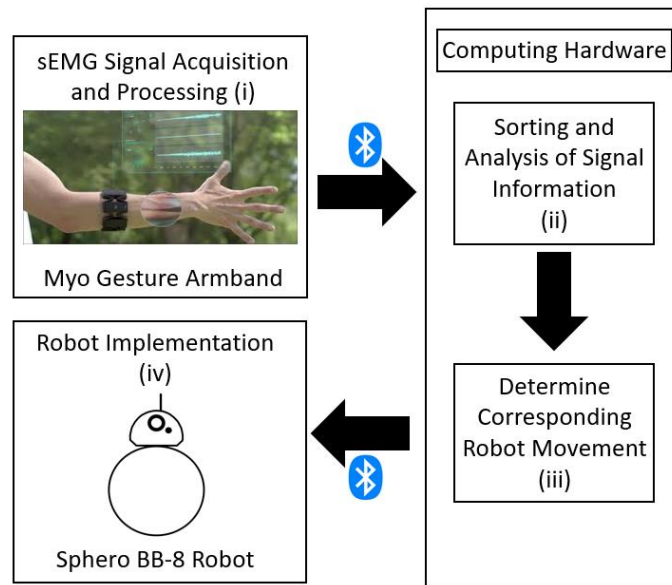 sEMG Signal Acquisition
and Processing (i)
Myo Gesture Armband
Computing Hardware
Sorting and
Analysis of Signal
Information
(ii)
Determine
Corresponding
Robot Movement
(iii)
Robot Implementation
(iv)
Sphero BB-8 Robot